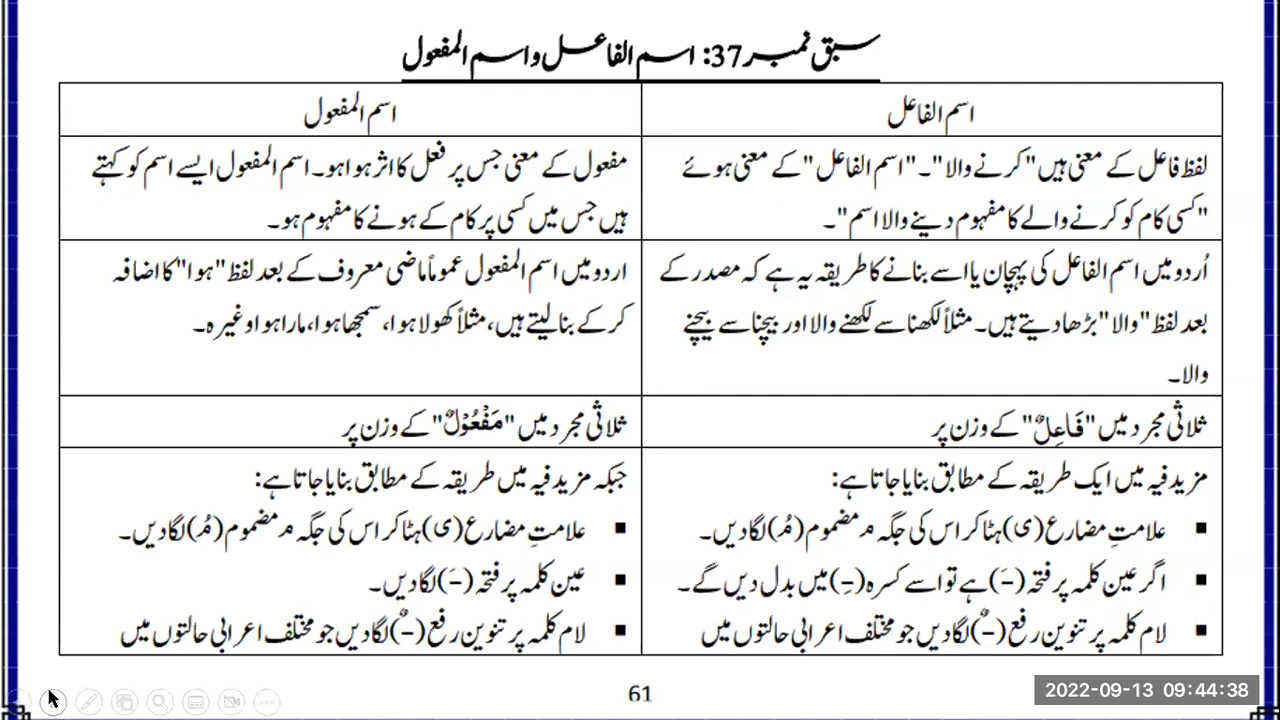 سبق نمبر 37: اسم الفاعل و اسم المفعول
اسم الفاعل
اسم المفعول
لفظ فاعل کے معنی ہیں "کرنے والا"۔ "اسم الفاعل" کے معنی ہوئے
"کسی کام کو کرنے والے کا مفہوم دینے والا اسم"۔
مفعول کے معنی جس پر فعل کا اثر ہوا ہو۔ اسم المفعول ایسے اسم کو کہتے
ہیں جس میں کسی پر کام کے ہونے کا مفہوم ہو۔
اُردو میں اسم الفاعل کی پہچان یا اسے بنانے کا طریقہ یہ ہے کہ مصدر کے
بعد لفظ "والا" بڑھا دیتے ہیں۔ مثلاً لکھنا سے لکھنے والا اور بیچنا سے بیچنے
والا۔
اردو میں اسم المفعول عموماً ماضی معروف کے بعد لفظ "ہوا" کا اضافہ
کر کے بنا لیتے ہیں، مثلاً کھولا ہوا، سمجھا ہوا، مارا ہوا وغیرہ۔
ثلاثی مجرد میں "فَاعِلٌ" کے وزن پر
ثلاثی مجرد میں "مَفْعُوْلٌ" کے وزن پر
مزید فیہ میں ایک طریقہ کے مطابق بنایا جاتا ہے:
▪ علامتِ مضارع (ی) ہٹا کر اس کی جگہ مـ مضموم (مُـ) لگا دیں۔
▪ اگر عین کلمہ پر فتحہ (ـَ) ہے تو اسے کسرہ (ـِ) میں بدل دیں گے۔
▪ لام کلمہ پر تنوین رفع (ـٌ) لگا دیں جو مختلف اعرابی حالتوں میں
جبکہ مزید فیہ میں طریقہ کے مطابق بنایا جاتا ہے:
▪ علامتِ مضارع (ی) ہٹا کر اس کی جگہ مـ مضموم (مُـ) لگا دیں۔
▪ عین کلمہ پر فتحہ (ـَ) لگا دیں۔
▪ لام کلمہ پر تنوین رفع (ـٌ) لگا دیں جو مختلف اعرابی حالتوں میں
61
2022-09-13 09:44:38